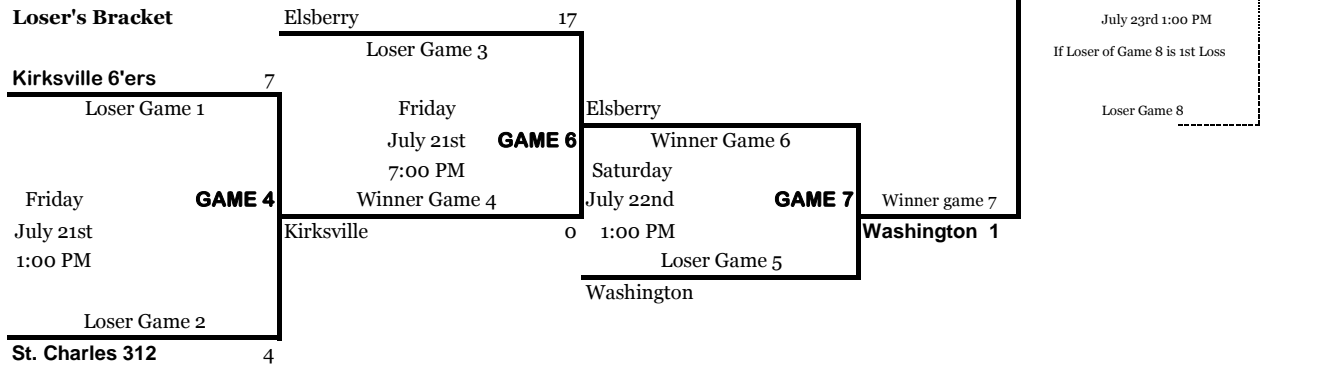 Loser's Bracket
Elsberry 17
July 23rd 1:00 PM
Loser Game 3
If Loser of Game 8 is 1st Loss
Kirksville 6'ers 7
Loser Game 1
Friday
Elsberry
Loser Game 8
July 21st GAME 6
Winner Game 6
7:00 PM
Saturday
Friday
GAME 4
Winner Game 4
July 22nd
GAME 7
Winner game 7
July 21st
Kirksville 0
1:00 PM
Washington 1
1:00 PM
Loser Game 5
Washington
Loser Game 2
St. Charles 312 4